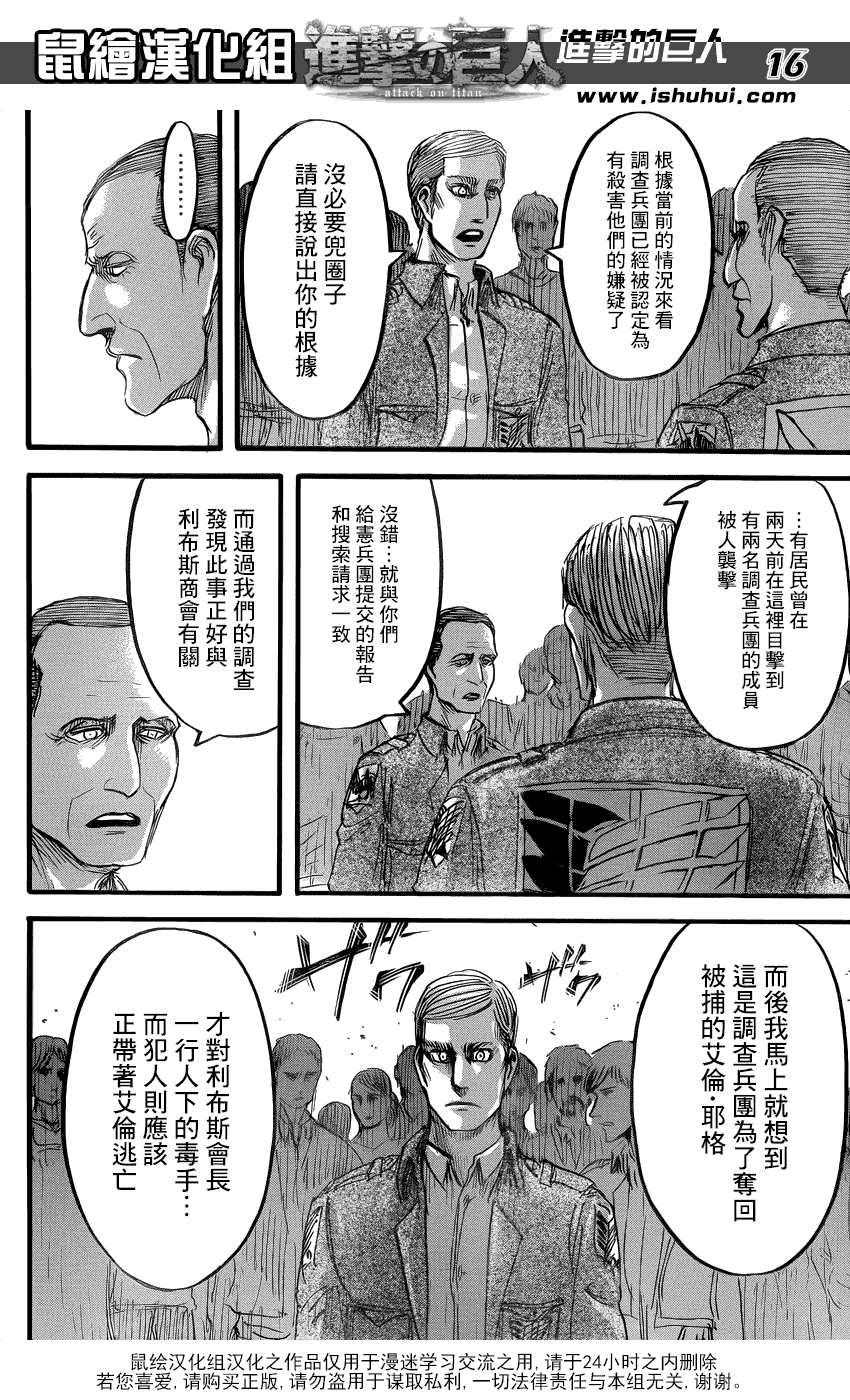 鼠繪漢化組
進撃の巨人
attack on titan
進擊的巨人
www.ishuhui.com
16
根據當前的情況來看
調查兵團已經被認定為
有殺害他們的嫌疑了
沒必要兜圈子
請直接說出你的根據
………
…有居民曾在
兩天前在這裡目擊到
有兩名調查兵團的成員
被人襲擊
沒錯…就與你們
給憲兵團提交的報告
和搜索請求一致
而通過我們的調查
發現此事正好與
利布斯商會有關
而後我馬上就想到
這是調查兵團為了奪回
被捕的艾倫·耶格
ザワ
ザワ
才對利布斯會長
一行人下的毒手…
而犯人則應該
正帶著艾倫逃亡
鼠绘汉化组汉化之作品仅用于漫迷学习交流之用, 请于24小时之内删除
若您喜爱, 请购买正版, 请勿用于谋取私利, 一切法律责任与本组无关, 谢谢.